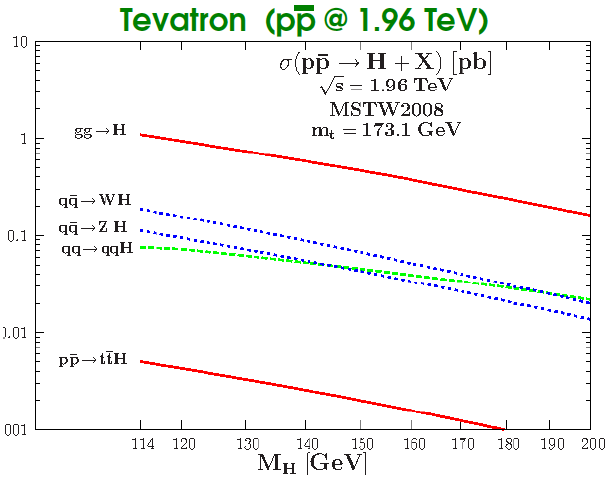 Tevatron (pp̅ @ 1.96 TeV)
10
σ(pp̄ → H + X) [pb]
√s = 1.96 TeV
MSTW2008
mₜ = 173.1 GeV
gg→H
1
qq̄→WH
qq̄→Z H
0.1
qq→qqH
0.01
pp̄→tt̄H
001
114 120 130 140 150 160 170 180 190 200
M_H [GeV]